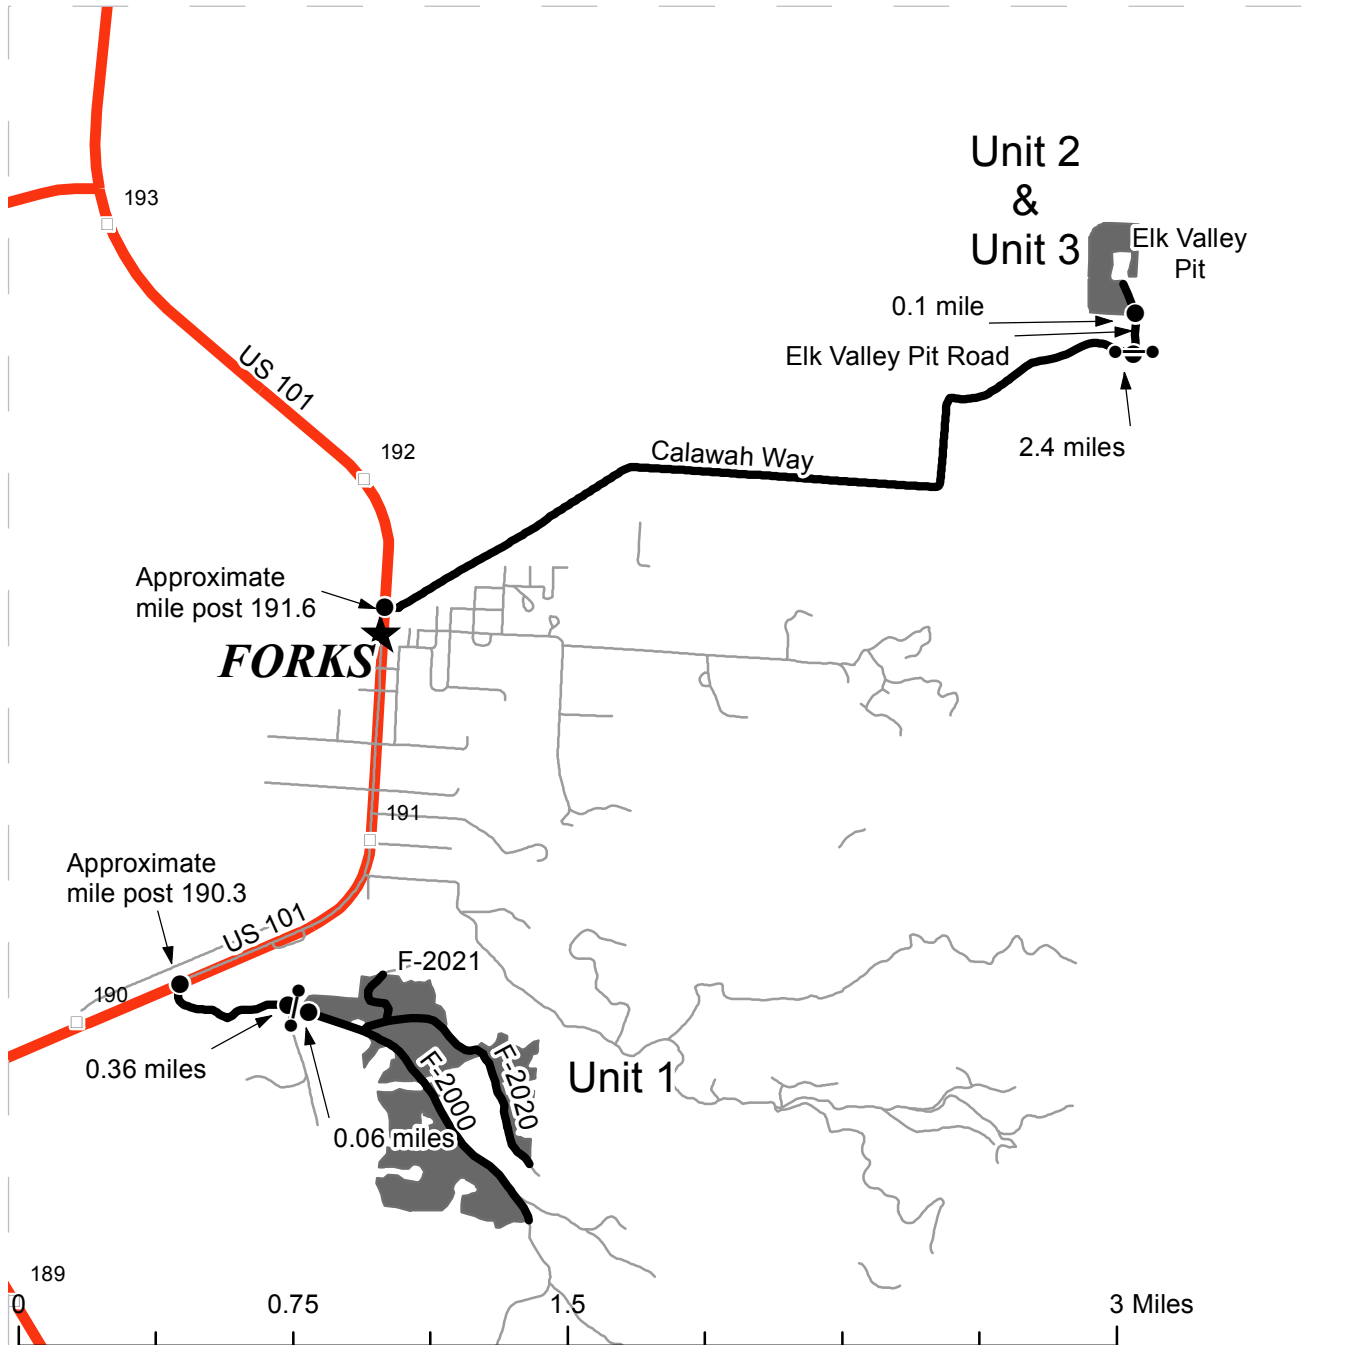 Unit 2
&
Unit 3
193
Elk Valley
Pit
0.1 mile
Elk Valley Pit Road
US 101
2.4 miles
192
Calawah Way
Approximate
mile post 191.6
FORKS
191
Approximate
mile post 190.3
US 101
F-2021
190
0.36 miles
F-2000
F-2020
Unit 1
0.06 miles
189
0
0.75
1.5
3 Miles